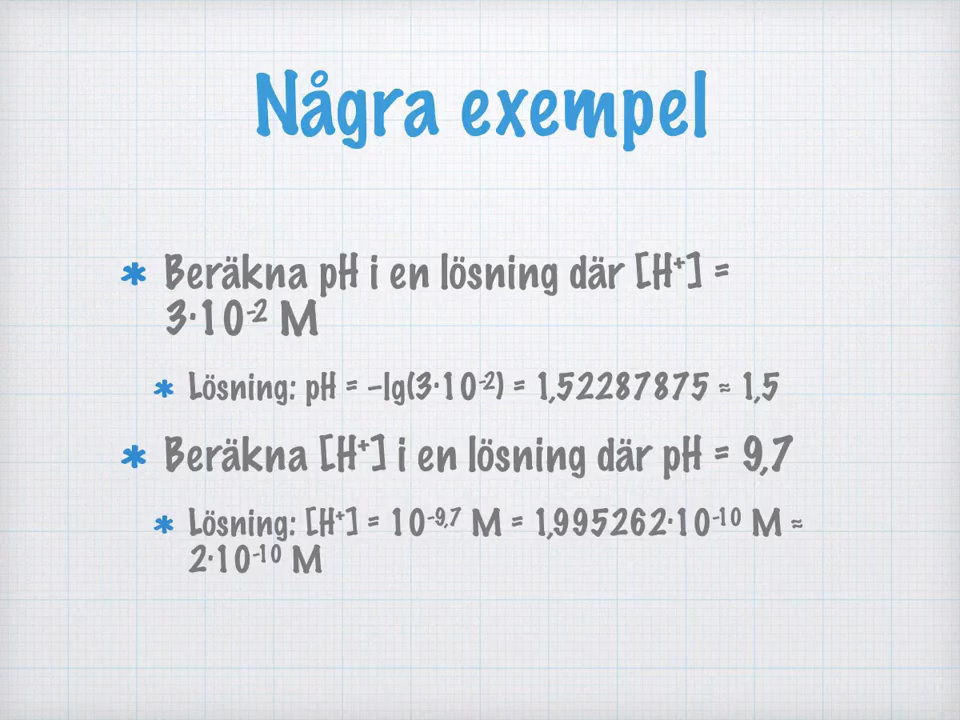 Några exempel
✱ Beräkna pH i en lösning där [H⁺] =
3·10⁻² M
✱ Lösning: pH = –lg(3·10⁻²) = 1,52287875 ≈ 1,5
✱ Beräkna [H⁺] i en lösning där pH = 9,7
✱ Lösning: [H⁺] = 10⁻⁹,⁷ M = 1,995262·10⁻¹⁰ M ≈
2·10⁻¹⁰ M